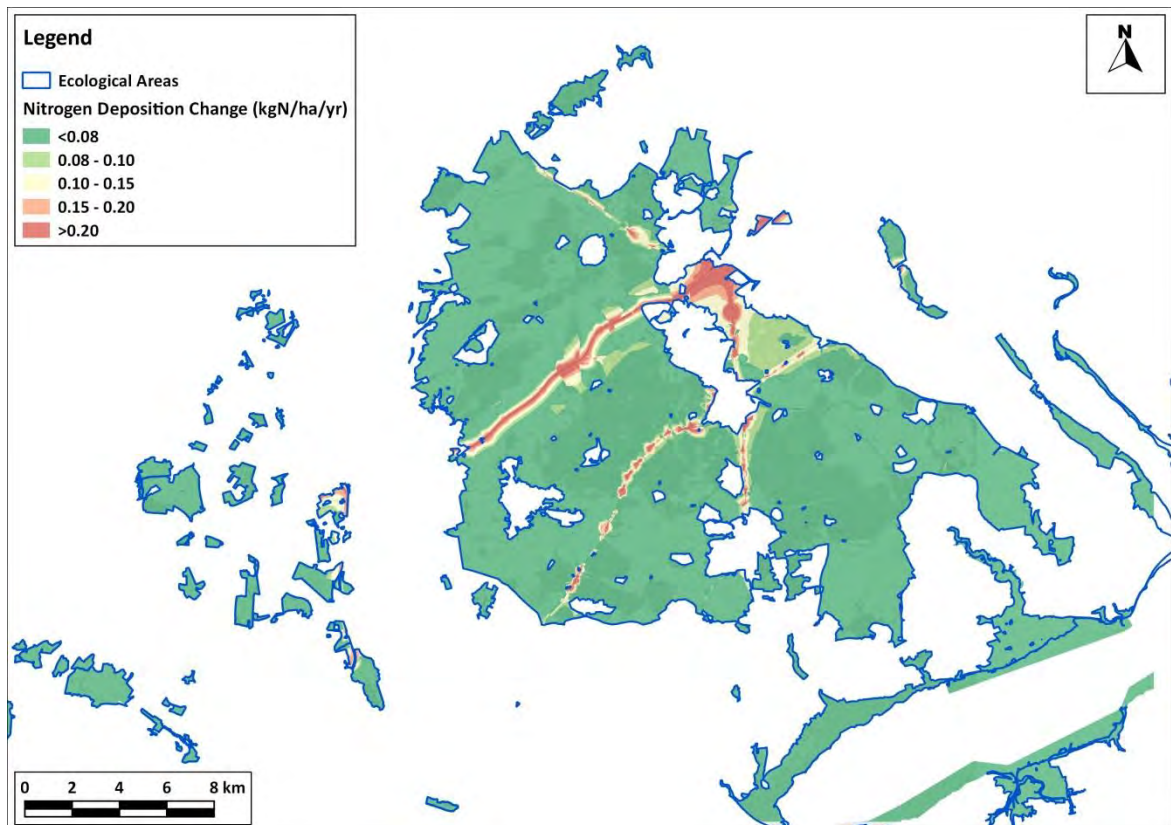 Legend
Ecological Areas
Nitrogen Deposition Change (kgN/ha/yr)
<0.08
0.08 - 0.10
0.10 - 0.15
0.15 - 0.20
>0.20
N
0 2 4 6 8 km